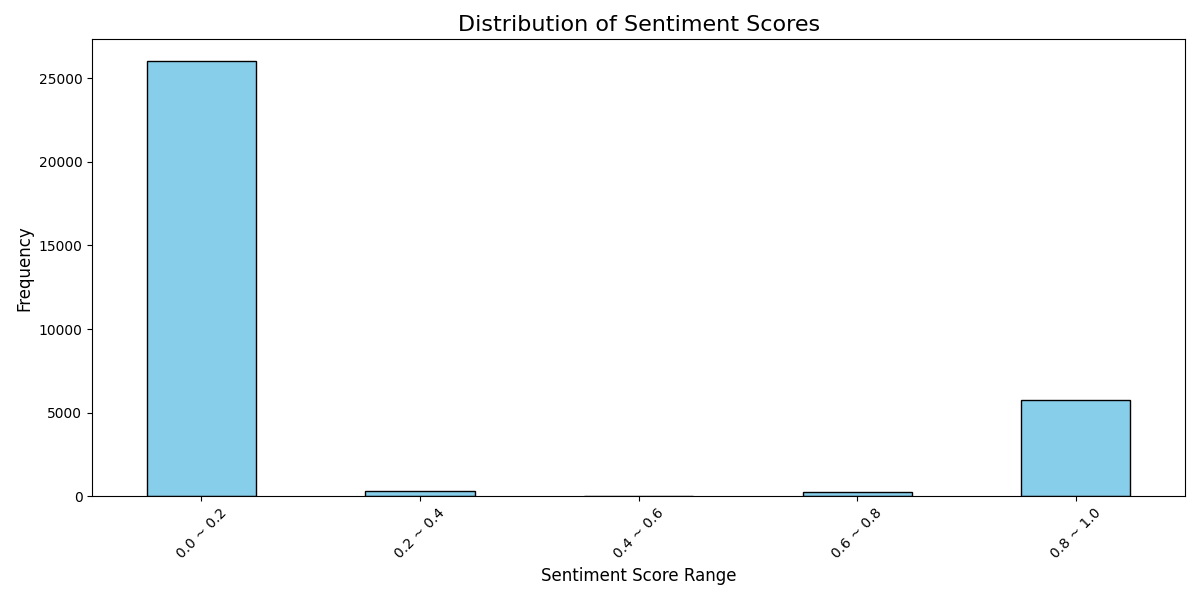 Distribution of Sentiment Scores
25000
20000
15000
10000
5000
0
Frequency
0.0 ~ 0.2
0.2 ~ 0.4
0.4 ~ 0.6
0.6 ~ 0.8
0.8 ~ 1.0
Sentiment Score Range